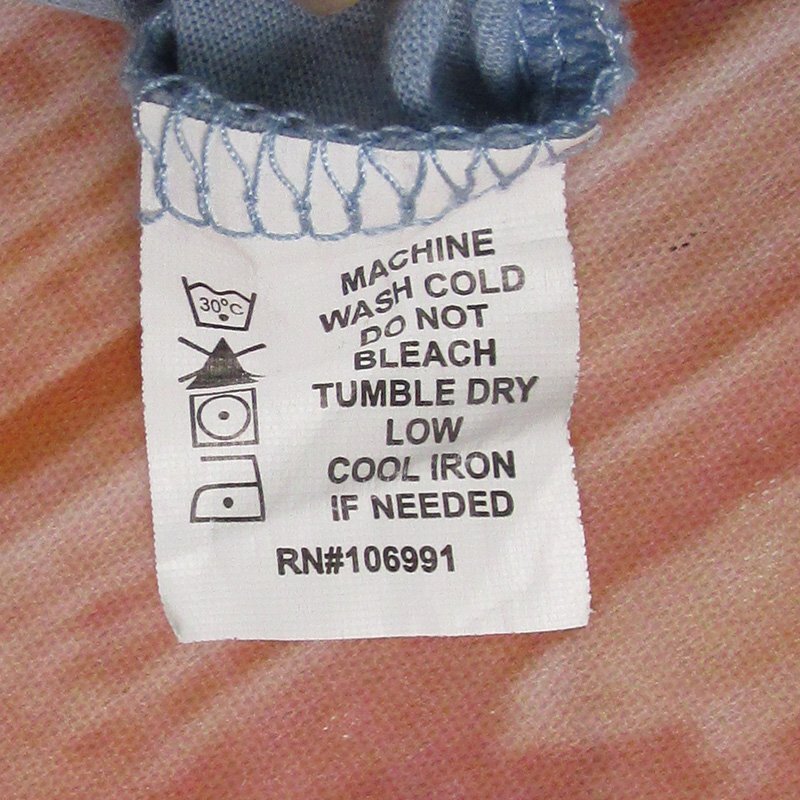 30°C
MACHINE
WASH COLD
DO NOT
BLEACH
TUMBLE DRY
LOW
COOL IRON
IF NEEDED
RN#106991